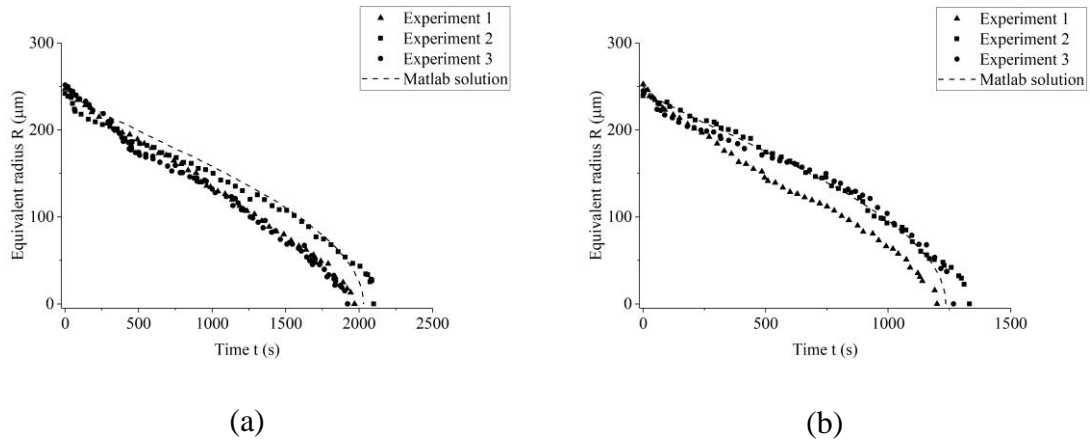 Experiment 1
Experiment 2
Experiment 3
Matlab solution
300
200
100
0
Equivalent radius R (μm)
0 500 1000 1500 2000 2500
Time t (s)
(a)
Experiment 1
Experiment 2
Experiment 3
Matlab solution
300
200
100
0
Equivalent radius R (μm)
0 500 1000 1500
Time t (s)
(b)